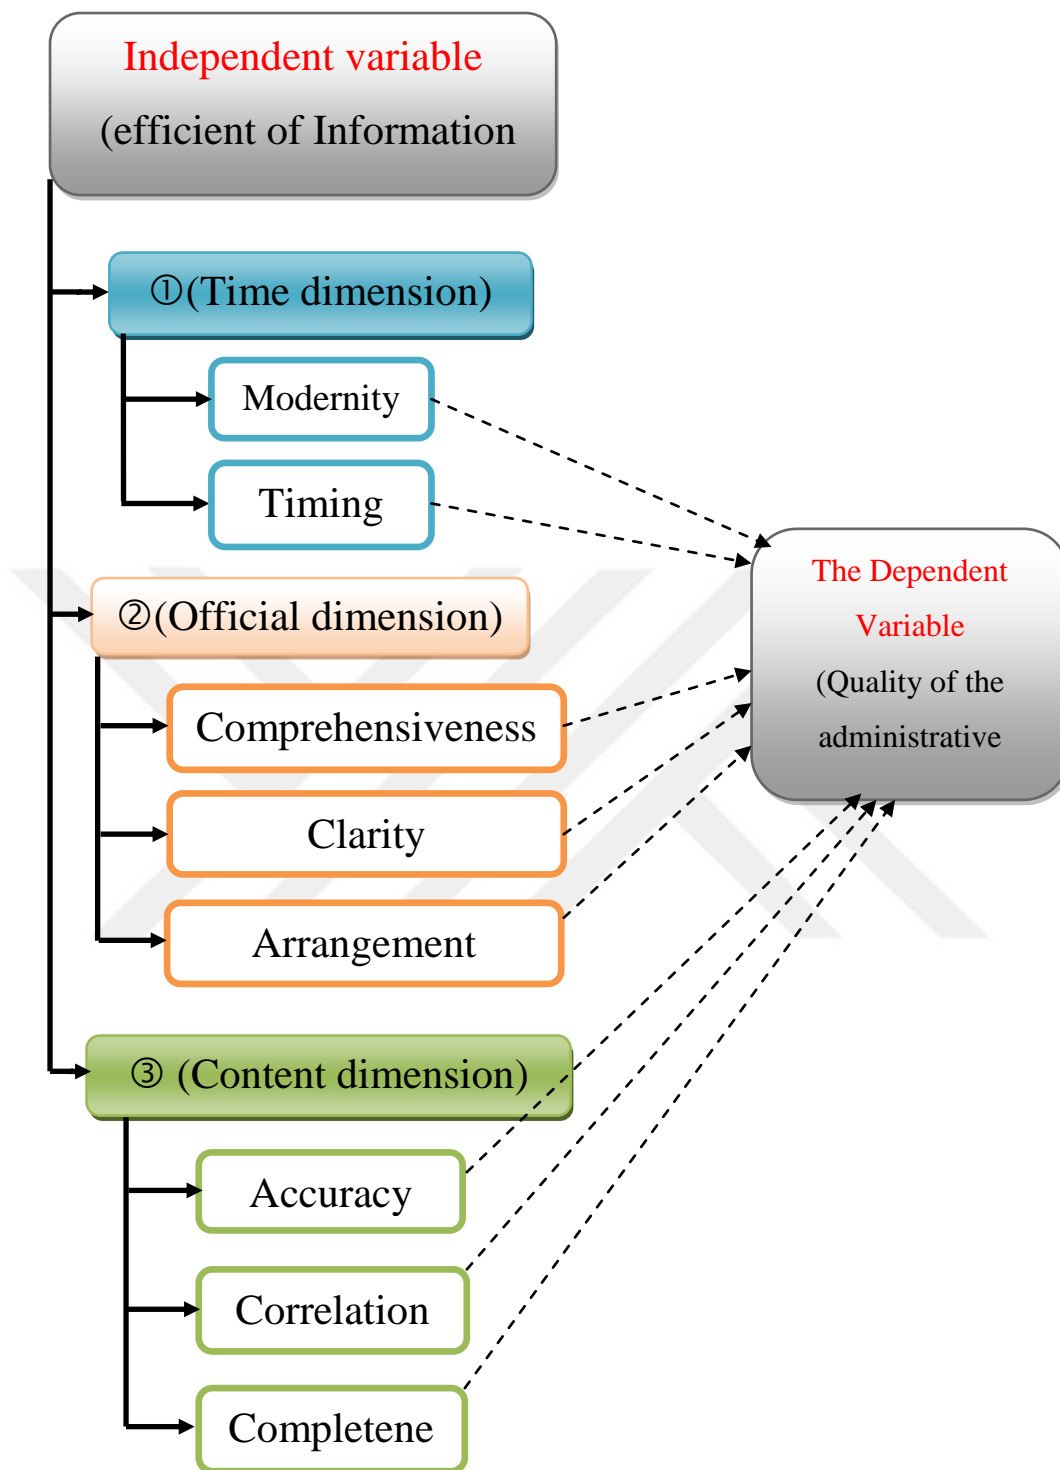 Independent variable
(efficient of Information
①(Time dimension)
Modernity
Timing
②(Official dimension)
Comprehensiveness
Clarity
Arrangement
③ (Content dimension)
Accuracy
Correlation
Completene
The Dependent
Variable
(Quality of the
administrative